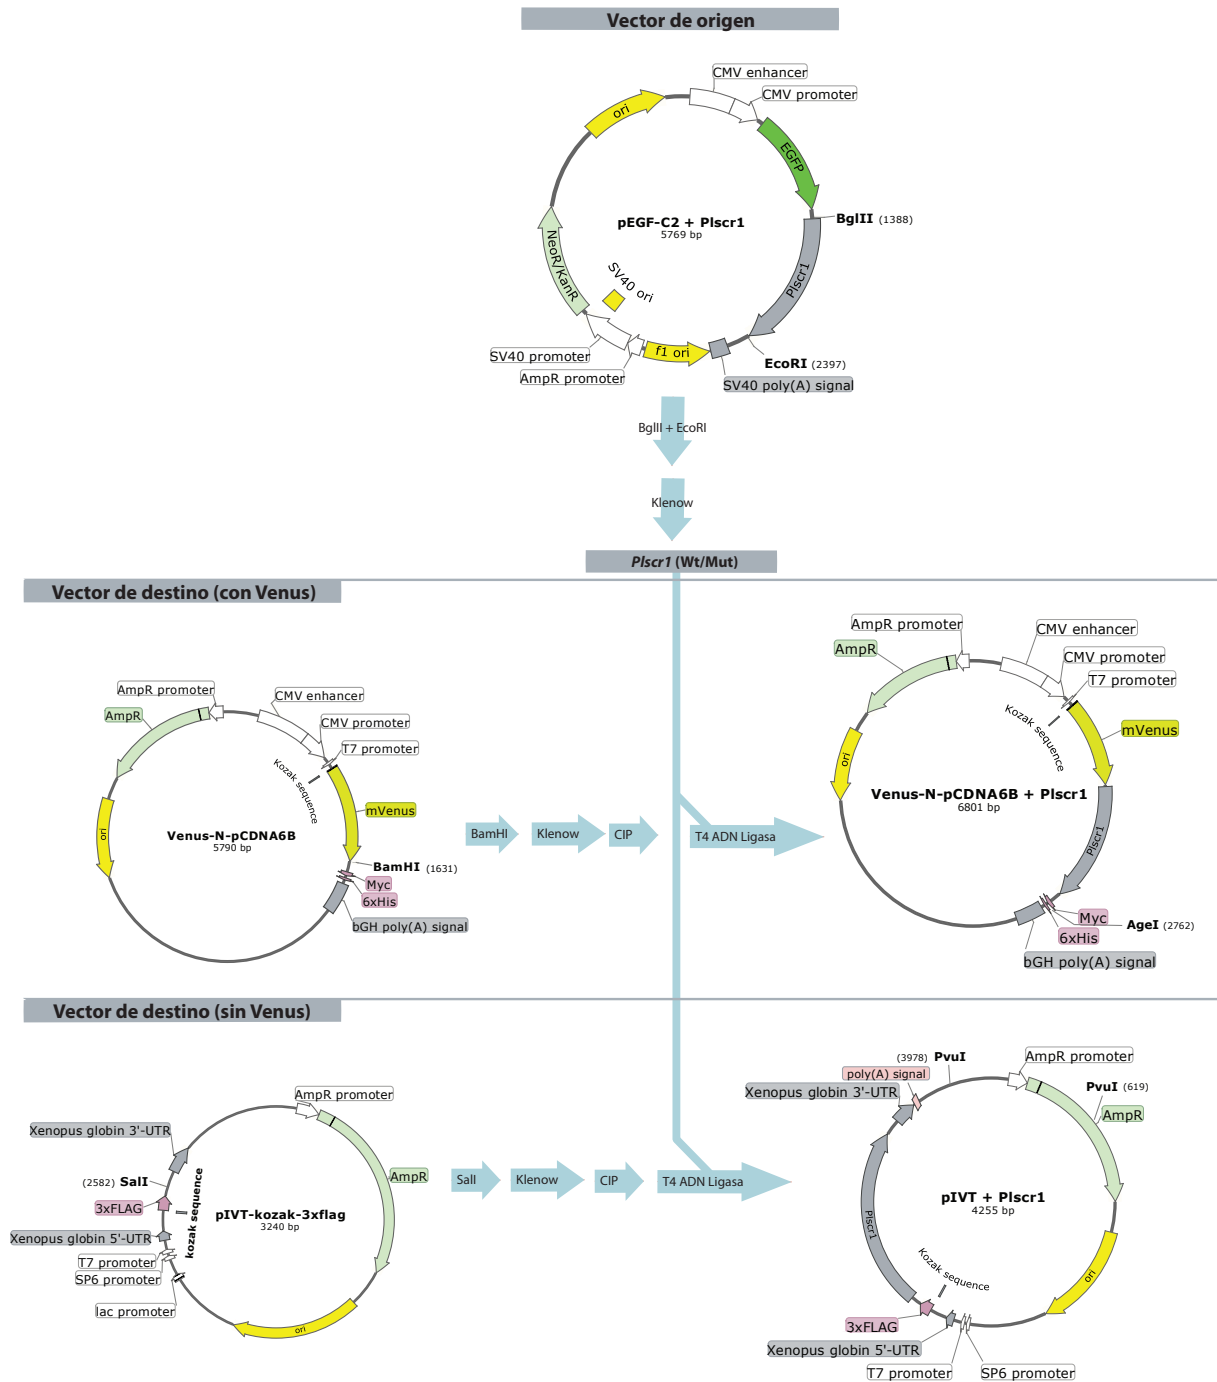 Vector de origen
CMV enhancer
CMV promoter
ori
EGFP
BglII (1388)
pEGF-C2 + Plscr1
5769 bp
NeoR/KanR
SV40 ori
Plscr1
SV40 promoter
f1 ori
EcoRI (2397)
AmpR promoter
SV40 poly(A) signal
BglII + EcoRI
Klenow
Plscr1 (Wt/Mut)
Vector de destino (con Venus)
AmpR promoter
CMV enhancer
AmpR
CMV promoter
T7 promoter
Kozak sequence
mVenus
ori
Venus-N-pCDNA6B
5790 bp
BamHI (1631)
Myc
6xHis
bGH poly(A) signal
BamHI
Klenow
CIP
T4 ADN Ligasa
AmpR promoter
CMV enhancer
AmpR
CMV promoter
T7 promoter
Kozak sequence
mVenus
ori
Venus-N-pCDNA6B + Plscr1
6801 bp
Plscr1
Myc
AgeI (2762)
6xHis
bGH poly(A) signal
Vector de destino (sin Venus)
AmpR promoter
Xenopus globin 3'-UTR
AmpR
(2582) SalI
kozak sequence
3xFLAG
pIVT-kozak-3xflag
3240 bp
Xenopus globin 5'-UTR
T7 promoter
SP6 promoter
lac promoter
ori
SalI
Klenow
CIP
T4 ADN Ligasa
(3978) PvuI
AmpR promoter
poly(A) signal
PvuI (619)
Xenopus globin 3'-UTR
AmpR
pIVT + Plscr1
4255 bp
Plscr1
Kozak sequence
ori
3xFLAG
Xenopus globin 5'-UTR
T7 promoter
SP6 promoter